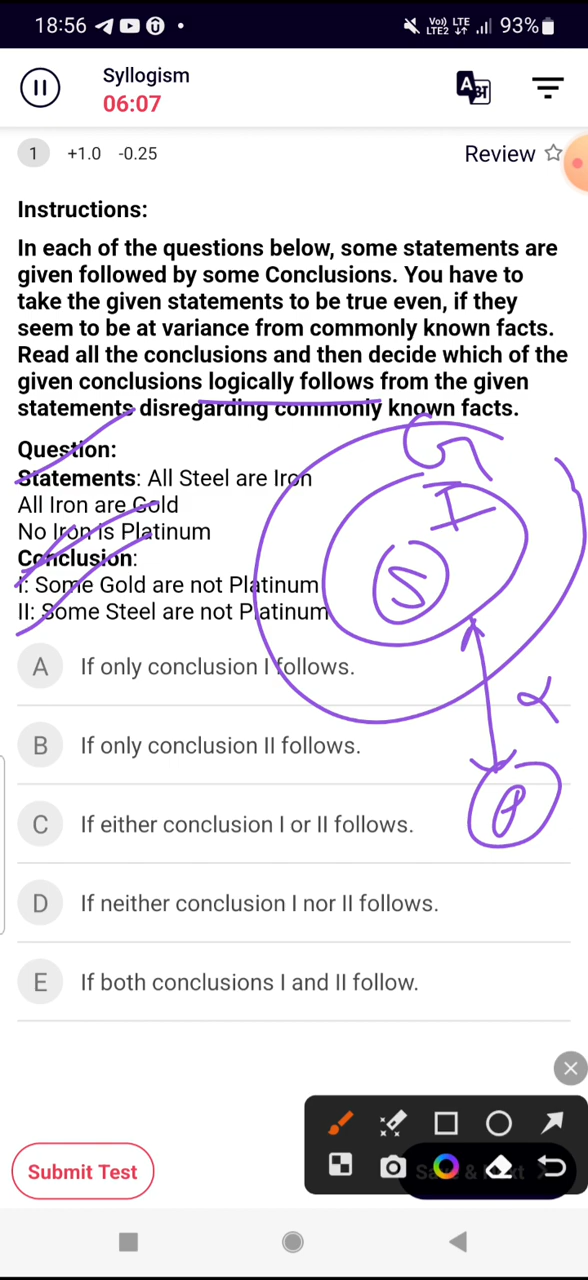 18:56
Vo)) LTE
LTE2
93%
Syllogism
06:07
1 +1.0 -0.25
Review
Instructions:
In each of the questions below, some statements are
given followed by some Conclusions. You have to
take the given statements to be true even, if they
seem to be at variance from commonly known facts.
Read all the conclusions and then decide which of the
given conclusions logically follows from the given
statements disregarding commonly known facts.
Question:
Statements: All Steel are Iron
All Iron are Gold
No Iron is Platinum
Conclusion:
I: Some Gold are not Platinum
II: Some Steel are not Platinum
G
I
S
P
A If only conclusion I follows.
B If only conclusion II follows.
C If either conclusion I or II follows.
D If neither conclusion I nor II follows.
E If both conclusions I and II follow.
Submit Test